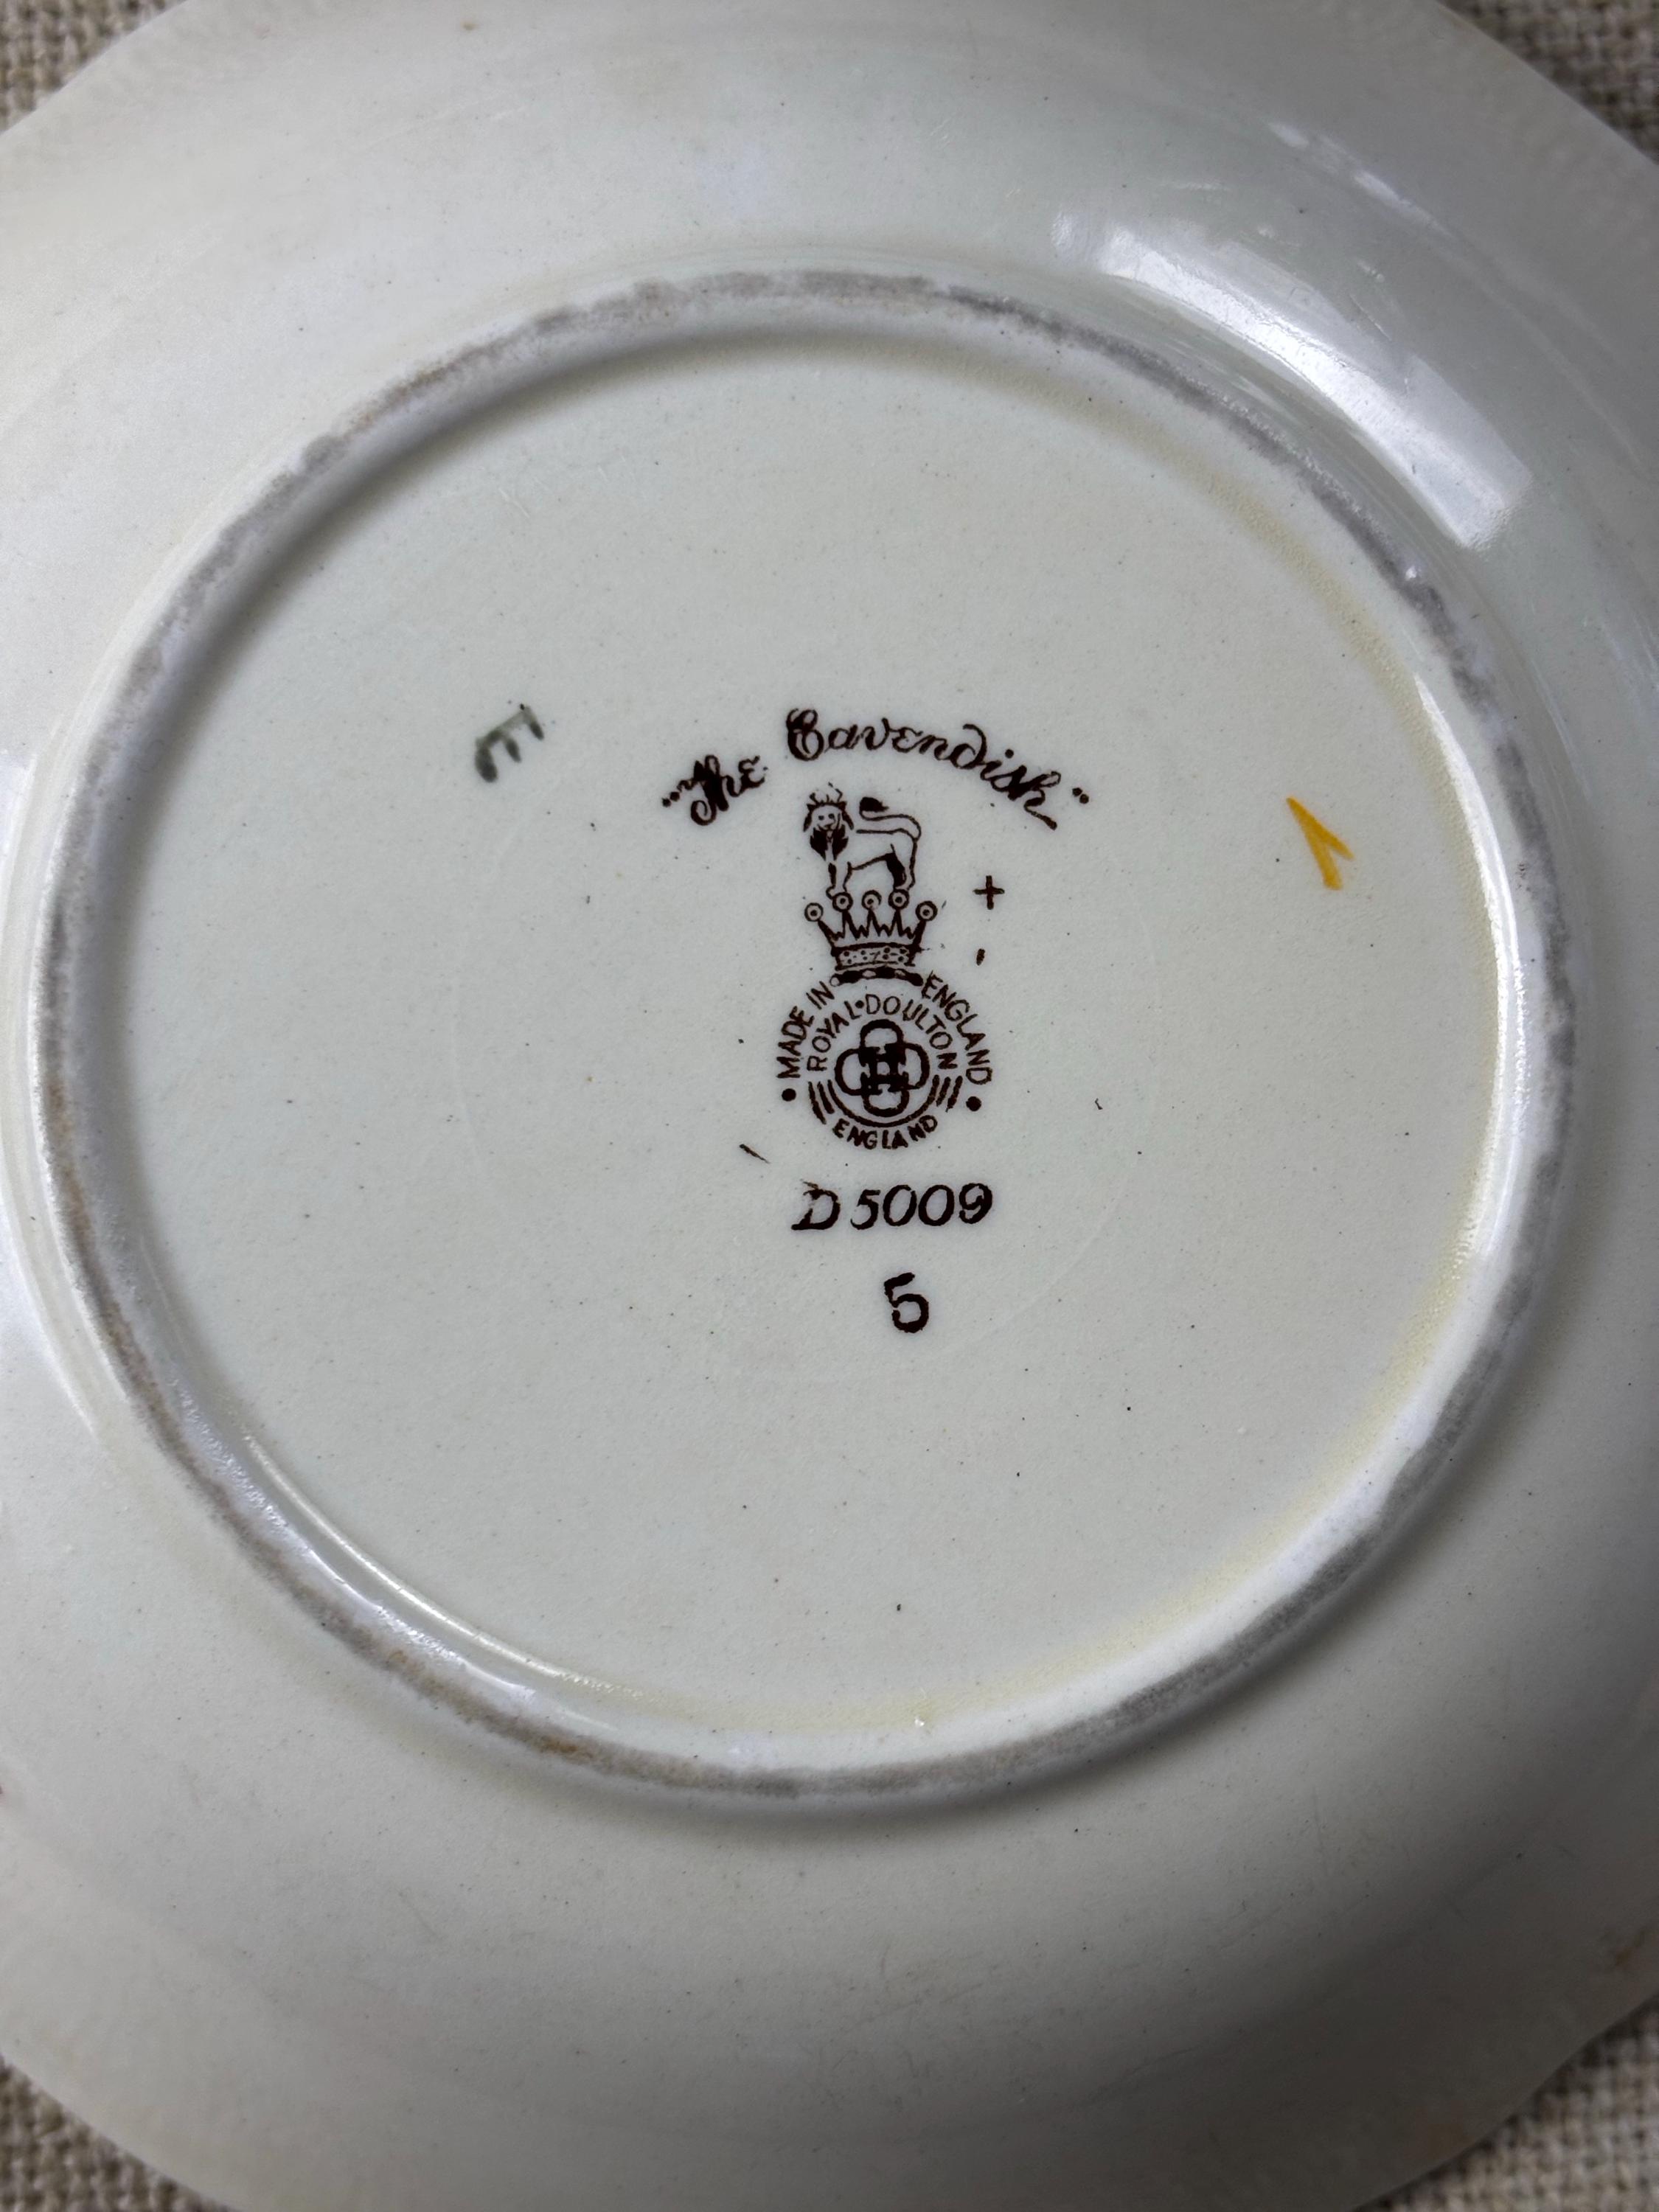 "The Cavendish"
+
MADE IN ENGLAND
ROYAL·DOULTON
ENGLAND
D5009
5
E